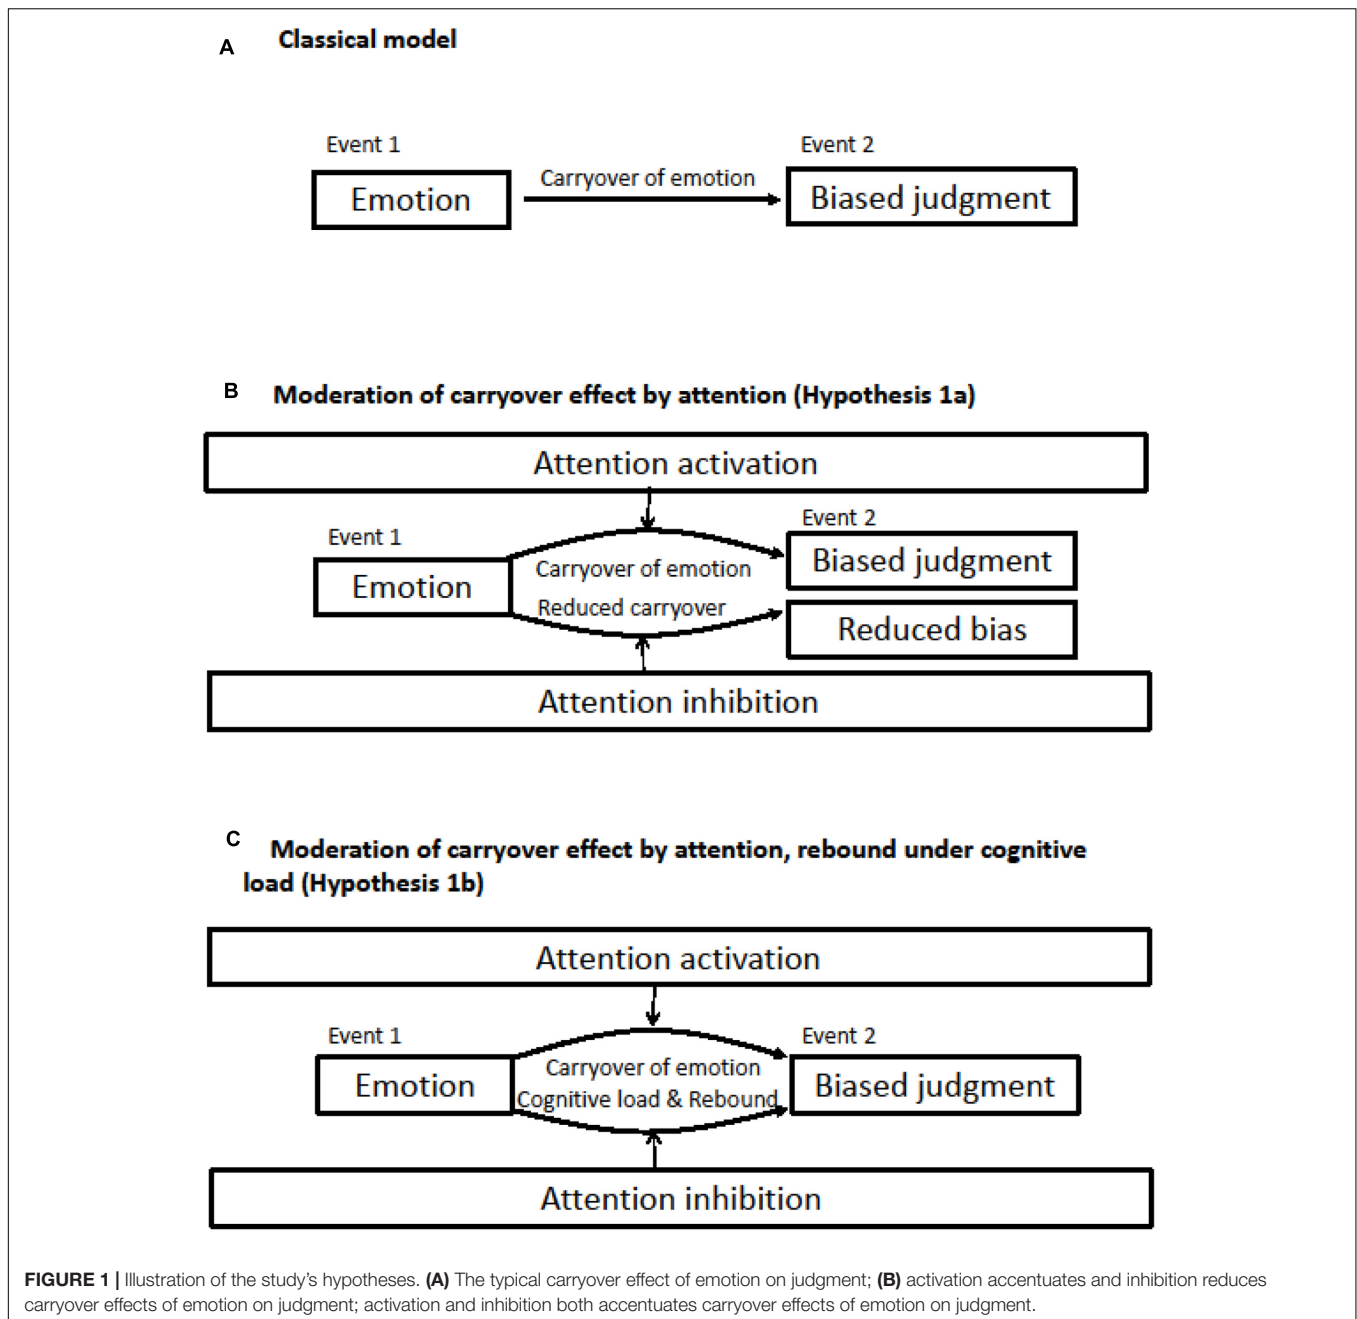 A Classical model
Event 1
Event 2
Emotion
Carryover of emotion
Biased judgment
B Moderation of carryover effect by attention (Hypothesis 1a)
Attention activation
Event 1
Event 2
Emotion
Carryover of emotion
Biased judgment
Reduced carryover
Reduced bias
Attention inhibition
C Moderation of carryover effect by attention, rebound under cognitive
load (Hypothesis 1b)
Attention activation
Event 1
Event 2
Emotion
Carryover of emotion
Cognitive load & Rebound
Biased judgment
Attention inhibition
FIGURE 1 | Illustration of the study's hypotheses. (A) The typical carryover effect of emotion on judgment; (B) activation accentuates and inhibition reduces
carryover effects of emotion on judgment; activation and inhibition both accentuates carryover effects of emotion on judgment.